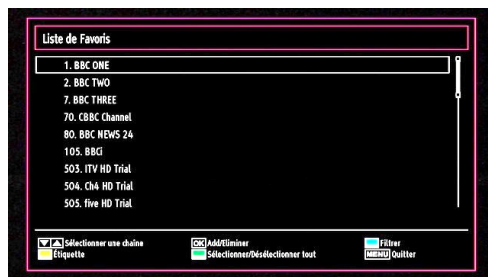 Liste de Favoris
1. BBC ONE
2. BBC TWO
7. BBC THREE
70. CBBC Channel
80. BBC NEWS 24
105. BBCi
503. ITV HD Trial
504. Ch4 HD Trial
505. five HD Trial
Sélectionner une chaîne OK Add/Eliminer Filtrer
Étiquette Sélectionner/Désélectionner tout MENU Quitter